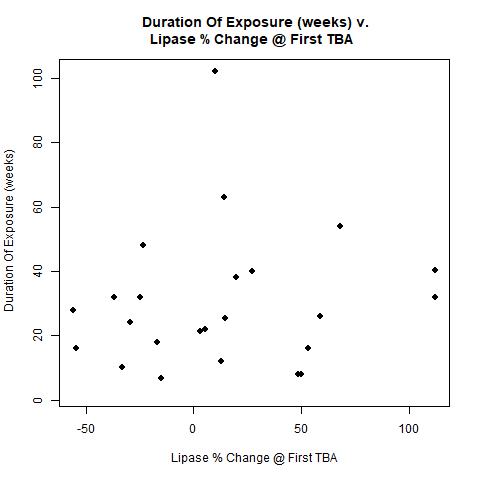 Duration Of Exposure (weeks) v.
Lipase % Change @ First TBA
Duration Of Exposure (weeks)
100
80
60
40
20
0
-50
0
50
100
Lipase % Change @ First TBA